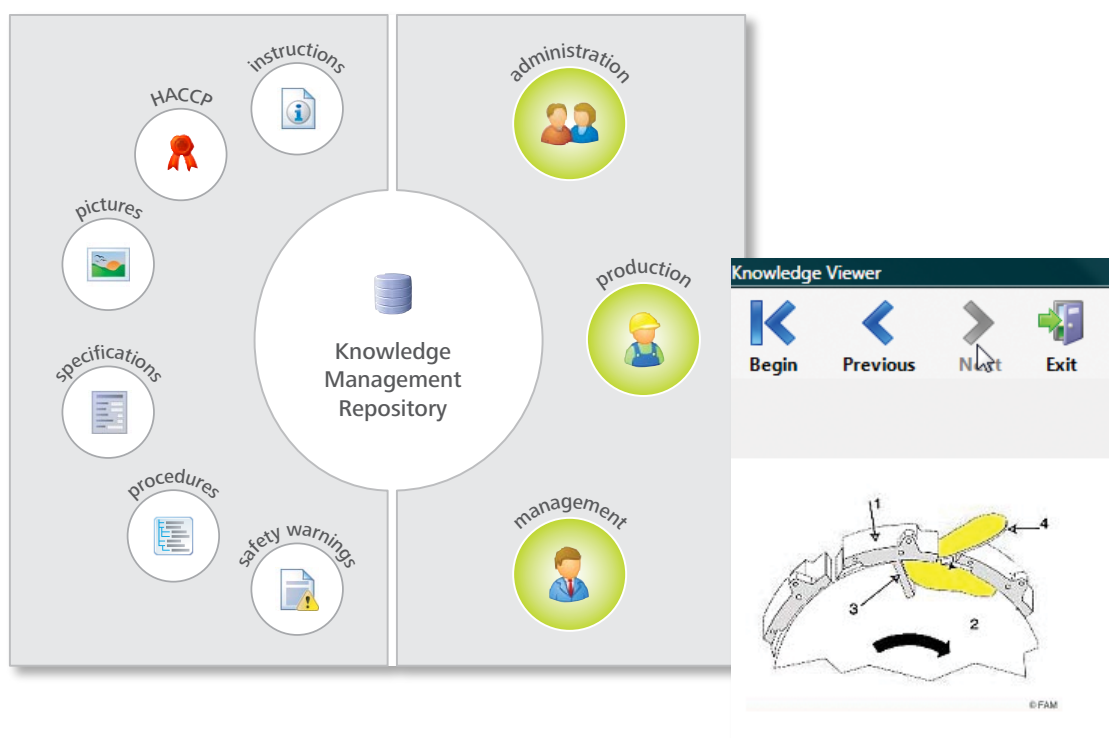 instructions
HACCP
pictures
specifications
procedures
safety warnings
Knowledge
Management
Repository
administration
production
management
Knowledge Viewer
Begin
Previous
Next
Exit
1
4
3
2
© FAM